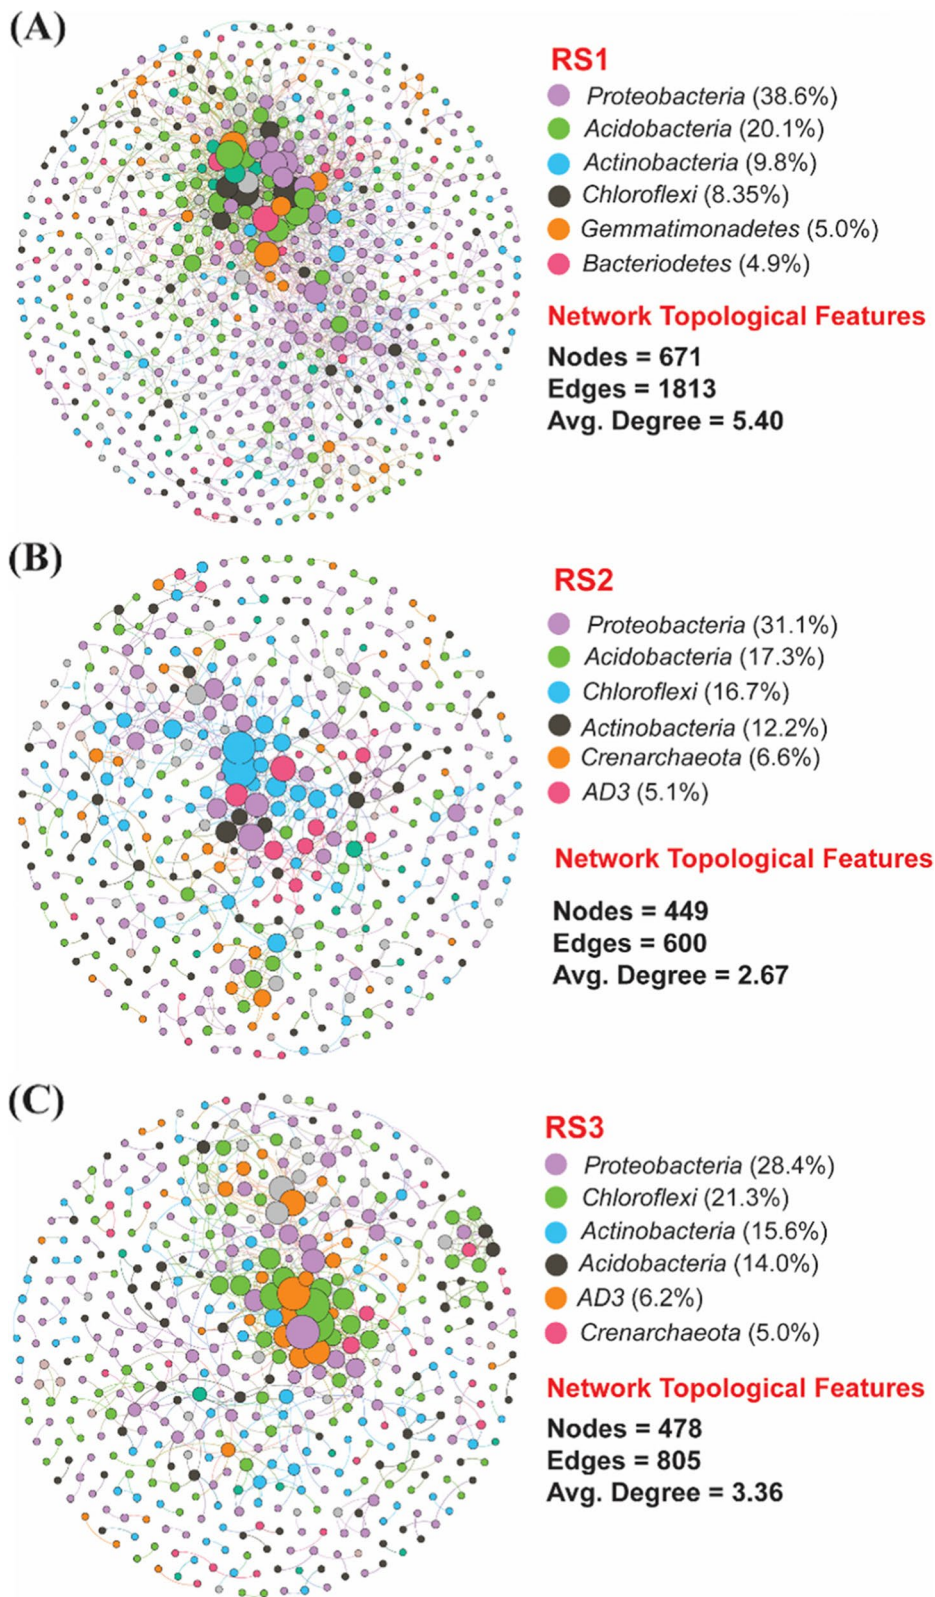 (A)
RS1
Proteobacteria (38.6%)
Acidobacteria (20.1%)
Actinobacteria (9.8%)
Chloroflexi (8.35%)
Gemmatimonadetes (5.0%)
Bacteriodetes (4.9%)
Network Topological Features
Nodes = 671
Edges = 1813
Avg. Degree = 5.40
(B)
RS2
Proteobacteria (31.1%)
Acidobacteria (17.3%)
Chloroflexi (16.7%)
Actinobacteria (12.2%)
Crenarchaeota (6.6%)
AD3 (5.1%)
Network Topological Features
Nodes = 449
Edges = 600
Avg. Degree = 2.67
(C)
RS3
Proteobacteria (28.4%)
Chloroflexi (21.3%)
Actinobacteria (15.6%)
Acidobacteria (14.0%)
AD3 (6.2%)
Crenarchaeota (5.0%)
Network Topological Features
Nodes = 478
Edges = 805
Avg. Degree = 3.36